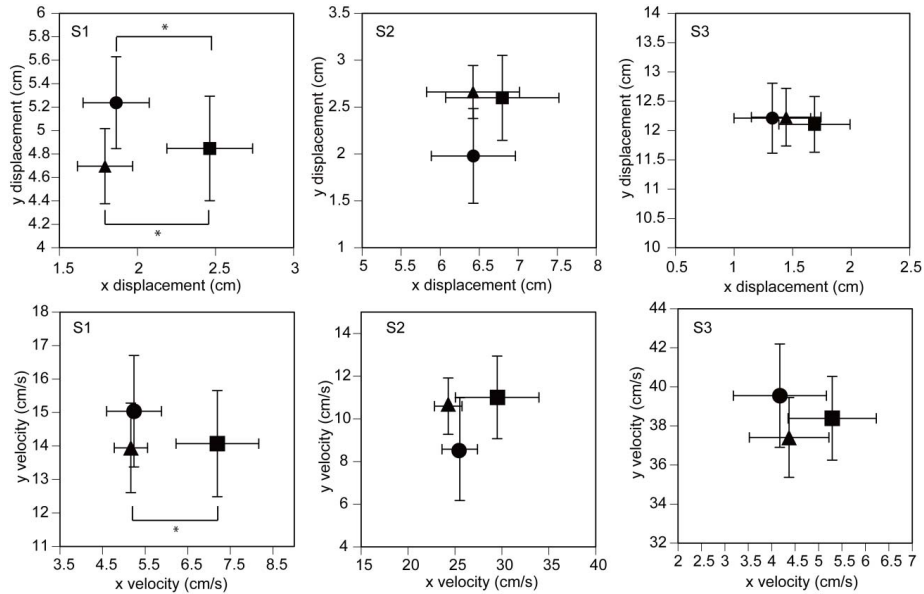 S1
*
*
y displacement (cm)
6
5.8
5.6
5.4
5.2
5
4.8
4.6
4.4
4.2
4
1.5 2 2.5 3
x displacement (cm)
S2
y displacement (cm)
3.5
3
2.5
2
1.5
1
5 5.5 6 6.5 7 7.5 8
x displacement (cm)
S3
y displacement (cm)
14
13.5
13
12.5
12
11.5
11
10.5
10
0.5 1 1.5 2 2.5
x displacement (cm)
S1
*
y velocity (cm/s)
18
17
16
15
14
13
12
11
3.5 4.5 5.5 6.5 7.5 8.5
x velocity (cm/s)
S2
y velocity (cm/s)
14
12
10
8
6
4
15 20 25 30 35 40
x velocity (cm/s)
S3
y velocity (cm/s)
44
42
40
38
36
34
32
2 2.5 3 3.5 4 4.5 5 5.5 6 6.5 7
x velocity (cm/s)